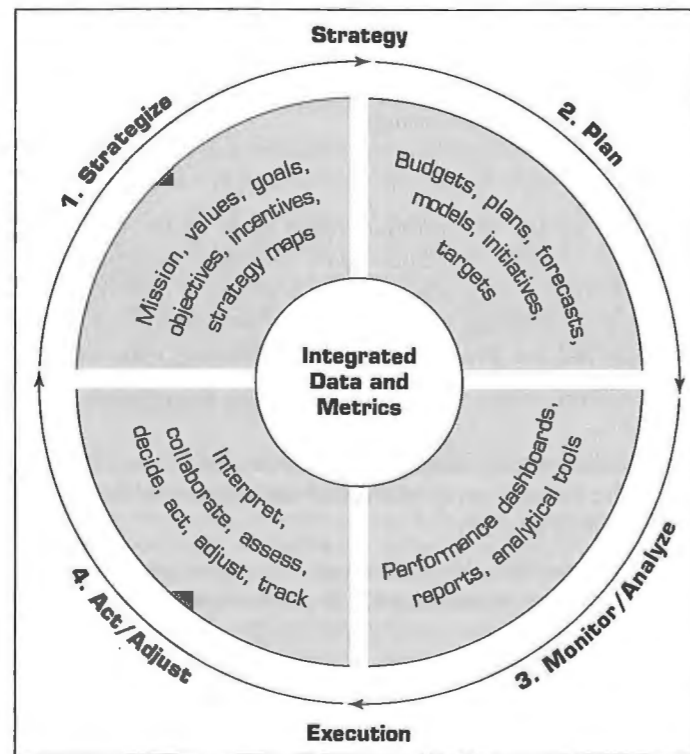 Strategy
1. Strategize
2. Plan
Mission, values, goals,
objectives, incentives,
strategy maps
Budgets, plans, forecasts,
models, initiatives,
targets
Integrated
Data and
Metrics
Interpret,
collaborate, assess,
decide, act, adjust, track
Performance dashboards,
reports, analytical tools
4. Act/Adjust
3. Monitor/Analyze
Execution